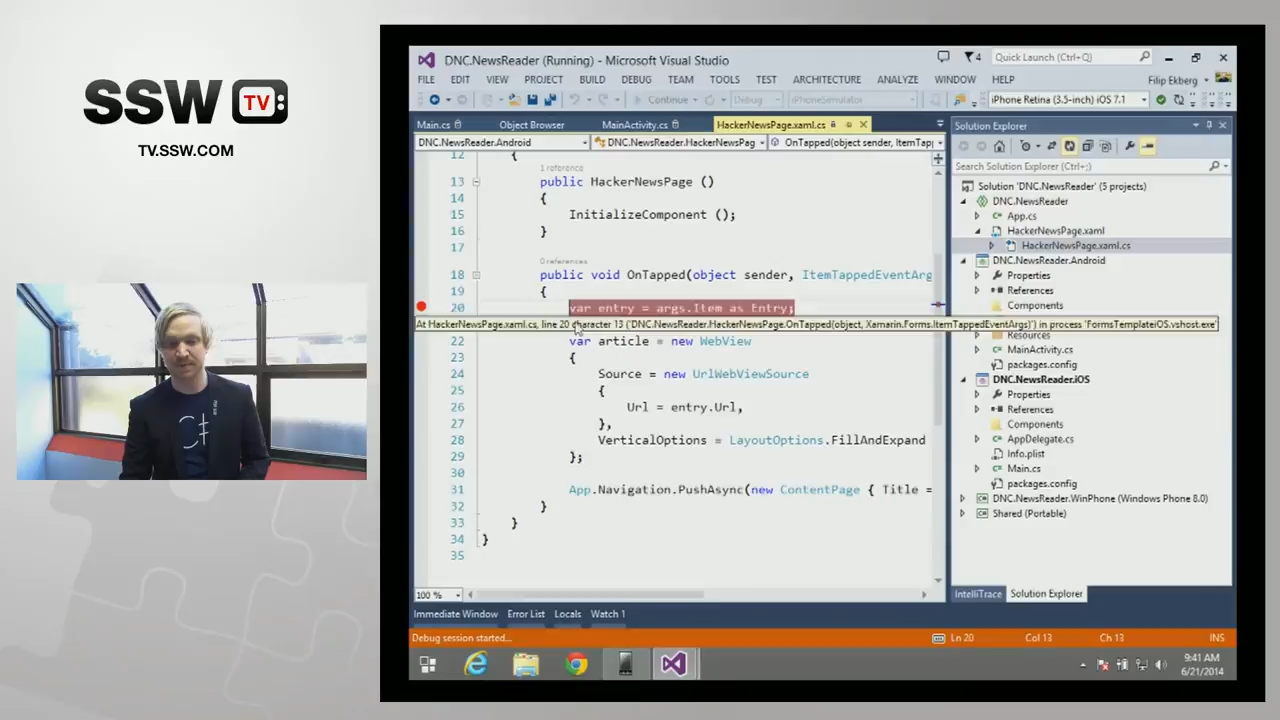 SSW TV:
TV.SSW.COM
DNC.NewsReader (Running) - Microsoft Visual Studio
4
Quick Launch (Ctrl+Q)
FILE EDIT VIEW PROJECT BUILD DEBUG TEAM TOOLS TEST ARCHITECTURE ANALYZE WINDOW HELP Filip Ekberg
Continue Debug iPhoneSimulator iPhone Retina (3.5-inch) iOS 7.1
Main.cs Object Browser MainActivity.cs HackerNewsPage.xaml.cs
DNC.NewsReader.Android DNC.NewsReader.HackerNewsPag OnTapped(object sender, ItemTapp
12 {
1 reference
13 public HackerNewsPage ()
14 {
15 InitializeComponent ();
16 }
17
0 references
18 public void OnTapped(object sender, ItemTappedEventArg
19 {
20 var entry = args.Item as Entry;
At HackerNewsPage.xaml.cs, line 20 character 13 ('DNC.NewsReader.HackerNewsPage.OnTapped(object, Xamarin.Forms.ItemTappedEventArgs)') in process 'FormsTemplateiOS.vshost.exe'
22 var article = new WebView
23 {
24 Source = new UrlWebViewSource
25 {
26 Url = entry.Url,
27 },
28 VerticalOptions = LayoutOptions.FillAndExpand
29 };
30
31 App.Navigation.PushAsync(new ContentPage { Title =
32 }
33 }
34 }
35
100 %
Solution Explorer
Search Solution Explorer (Ctrl+;)
Solution 'DNC.NewsReader' (5 projects)
DNC.NewsReader
App.cs
HackerNewsPage.xaml
HackerNewsPage.xaml.cs
DNC.NewsReader.Android
Properties
References
Components
Resources
MainActivity.cs
packages.config
DNC.NewsReader.iOS
Properties
References
Components
AppDelegate.cs
Info.plist
Main.cs
packages.config
DNC.NewsReader.WinPhone (Windows Phone 8.0)
Shared (Portable)
IntelliTrace Solution Explorer
Immediate Window Error List Locals Watch 1
Debug session started... Ln 20 Col 13 Ch 13 INS
9:41 AM
6/21/2014